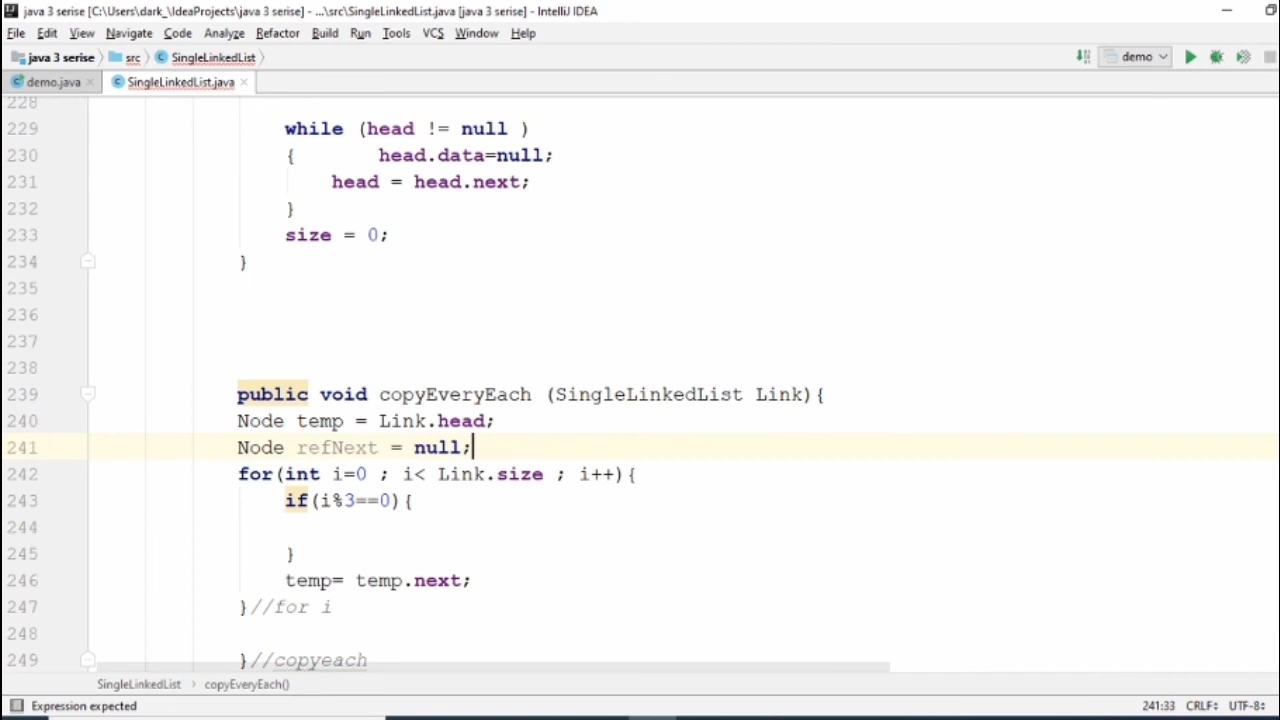 java 3 serise [C:\Users\dark_\IdeaProjects\java 3 serise] - ...\src\SingleLinkedList.java [java 3 serise] - IntelliJ IDEA
File Edit View Navigate Code Analyze Refactor Build Run Tools VCS Window Help
java 3 serise src SingleLinkedList demo
demo.java SingleLinkedList.java
228
229 while (head != null )
230 { head.data=null;
231 head = head.next;
232 }
233 size = 0;
234 }
235
236
237
238
239 public void copyEveryEach (SingleLinkedList Link){
240 Node temp = Link.head;
241 Node refNext = null;
242 for(int i=0 ; i< Link.size ; i++){
243 if(i%3==0){
244
245 }
246 temp= temp.next;
247 }//for i
248
249 }//copyeach
SingleLinkedList copyEveryEach()
Expression expected 241:33 CRLF UTF-8